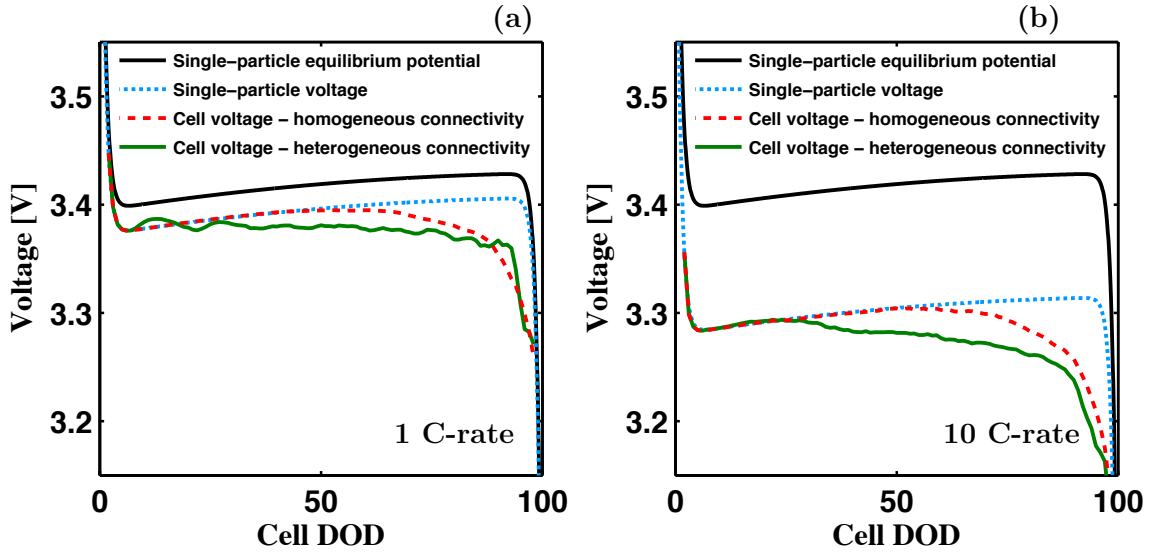 (a)
Single-particle equilibrium potential
Single-particle voltage
Cell voltage - homogeneous connectivity
Cell voltage - heterogeneous connectivity
3.5
3.4
3.3
3.2
Voltage [V]
1 C-rate
0
50
100
Cell DOD
(b)
Single-particle equilibrium potential
Single-particle voltage
Cell voltage - homogeneous connectivity
Cell voltage - heterogeneous connectivity
3.5
3.4
3.3
3.2
Voltage [V]
10 C-rate
0
50
100
Cell DOD